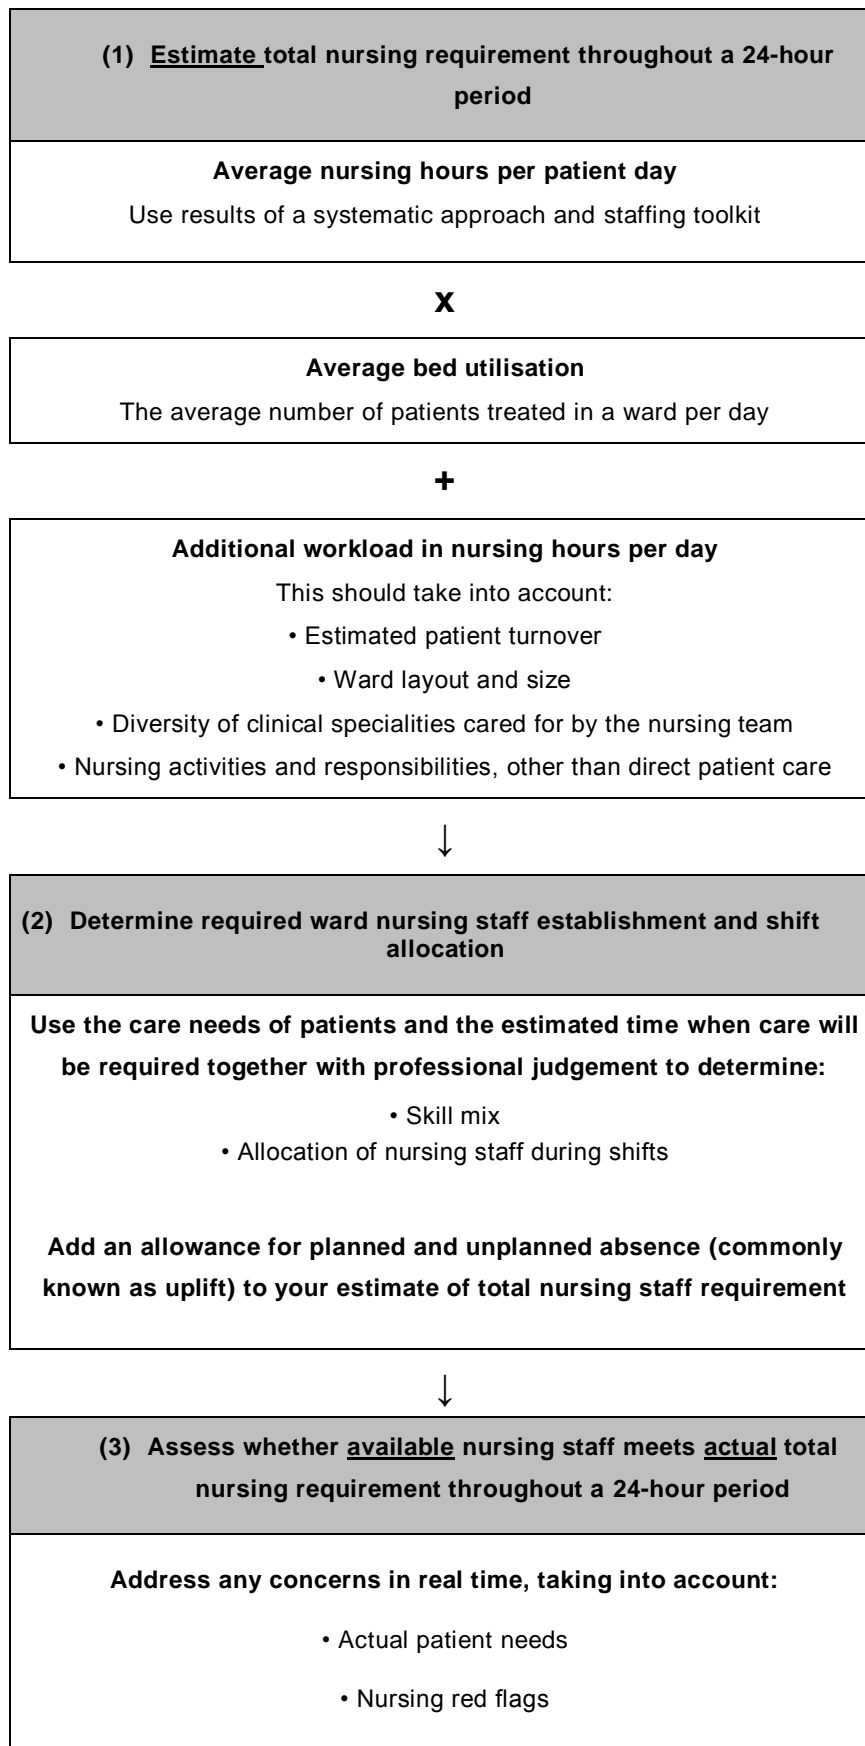 (1) Estimate total nursing requirement throughout a 24-hour
period
Average nursing hours per patient day
Use results of a systematic approach and staffing toolkit
x
Average bed utilisation
The average number of patients treated in a ward per day
+
Additional workload in nursing hours per day
This should take into account:
• Estimated patient turnover
• Ward layout and size
• Diversity of clinical specialities cared for by the nursing team
• Nursing activities and responsibilities, other than direct patient care
↓
(2) Determine required ward nursing staff establishment and shift
allocation
Use the care needs of patients and the estimated time when care will
be required together with professional judgement to determine:
• Skill mix
• Allocation of nursing staff during shifts
Add an allowance for planned and unplanned absence (commonly
known as uplift) to your estimate of total nursing staff requirement
↓
(3) Assess whether available nursing staff meets actual total
nursing requirement throughout a 24-hour period
Address any concerns in real time, taking into account:
• Actual patient needs
• Nursing red flags